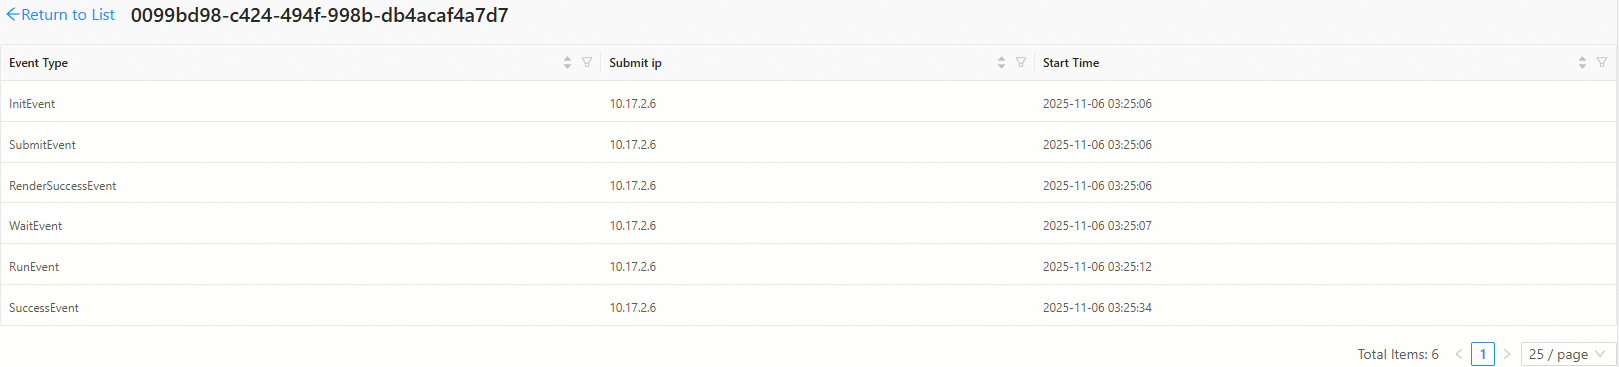 ←Return to List 0099bd98-c424-494f-998b-db4acaf4a7d7
Event Type Submit ip Start Time
InitEvent 10.17.2.6 2025-11-06 03:25:06
SubmitEvent 10.17.2.6 2025-11-06 03:25:06
RenderSuccessEvent 10.17.2.6 2025-11-06 03:25:06
WaitEvent 10.17.2.6 2025-11-06 03:25:07
RunEvent 10.17.2.6 2025-11-06 03:25:12
SuccessEvent 10.17.2.6 2025-11-06 03:25:34
Total Items: 6 < 1 > 25 / page